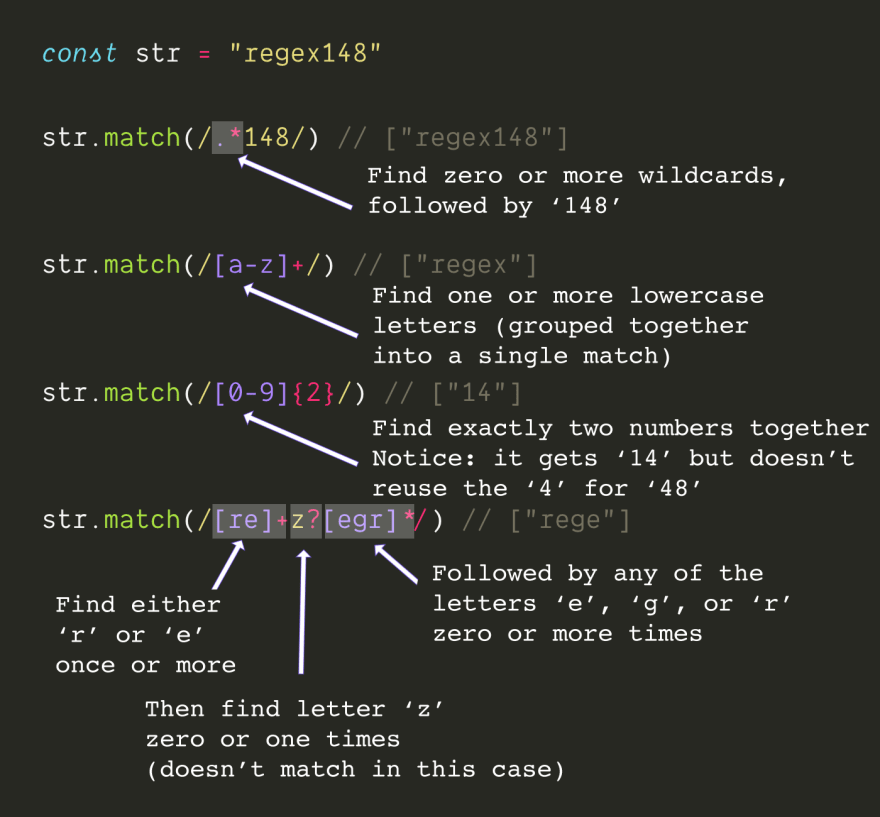 const str = "regex148"
str.match(/.*148/) // ["regex148"]
Find zero or more wildcards,
followed by ‘148’
str.match(/[a-z]+/) // ["regex"]
Find one or more lowercase
letters (grouped together
into a single match)
str.match(/[0-9]{2}/) // ["14"]
Find exactly two numbers together
Notice: it gets ‘14’ but doesn’t
reuse the ‘4’ for ‘48’
str.match(/[re]+z?[egr]*/) // ["rege"]
Find either
‘r’ or ‘e’
once or more
Followed by any of the
letters ‘e’, ‘g’, or ‘r’
zero or more times
Then find letter ‘z’
zero or one times
(doesn’t match in this case)